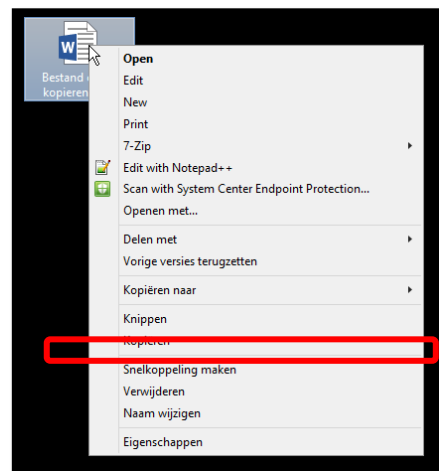 W
Bestand
kopieren
Open
Edit
New
Print
7-Zip
Edit with Notepad++
Scan with System Center Endpoint Protection...
Openen met...
Delen met
Vorige versies terugzetten
Kopiëren naar
Knippen
Kopiëren
Snelkoppeling maken
Verwijderen
Naam wijzigen
Eigenschappen